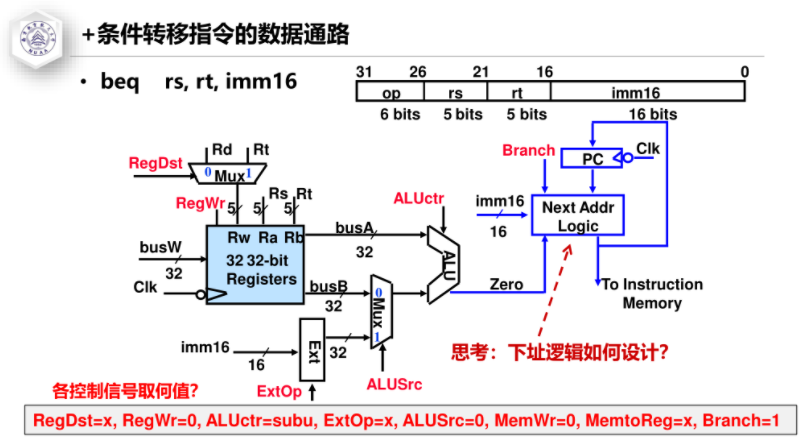 +条件转移指令的数据通路
• beq rs, rt, imm16
31 26 21 16 0
op rs rt imm16
6 bits 5 bits 5 bits 16 bits
Rd Rt
RegDst
0 Mux 1
RegWr
5 5 5
Rs Rt
busW
32
Clk
Rw Ra Rb
32 32-bit
Registers
busA
32
busB
32
0
Mux
1
ALUctr
ALU
Zero
imm16
16
Ext
32
ExtOp
ALUSrc
Branch
PC
Clk
imm16
16
Next Addr
Logic
To Instruction
Memory
思考：下址逻辑如何设计？
各控制信号取何值？
RegDst=x, RegWr=0, ALUctr=subu, ExtOp=x, ALUSrc=0, MemWr=0, MemtoReg=x, Branch=1